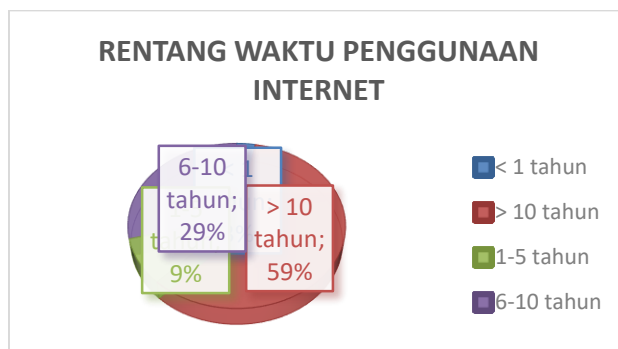 RENTANG WAKTU PENGGUNAAN
INTERNET
6-10
tahun;
29%
> 10
tahun;
59%
9%
< 1 tahun
> 10 tahun
1-5 tahun
6-10 tahun